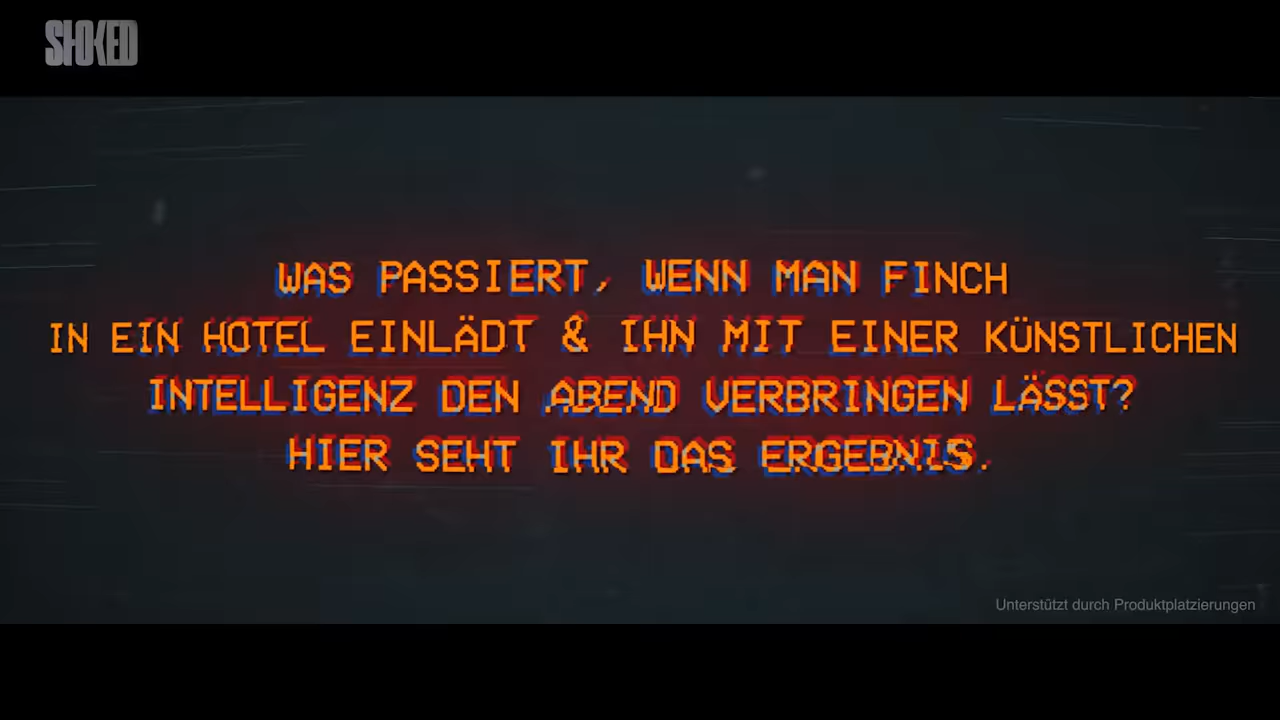 SHOKED
WAS PASSIERT, WENN MAN FINCH
IN EIN HOTEL EINLÄDT & IHN MIT EINER KÜNSTLICHEN
INTELLIGENZ DEN ABEND VERBRINGEN LÄSST?
HIER SEHT IHR DAS ERGEBNIS.
Unterstützt durch Produktplatzierungen